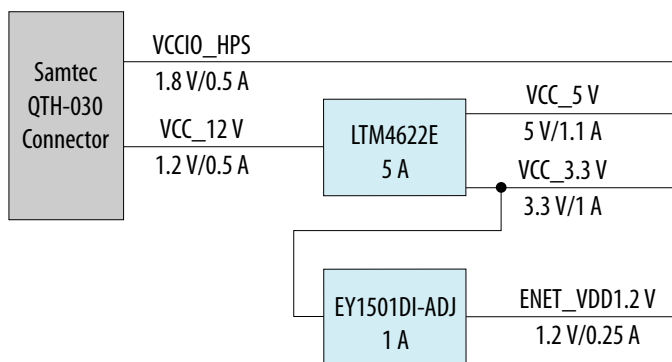 Samtec
QTH-030
Connector
VCCIO_HPS
1.8 V/0.5 A
VCC_12 V
1.2 V/0.5 A
LTM4622E
5 A
VCC_5 V
5 V/1.1 A
VCC_3.3 V
3.3 V/1 A
EY1501DI-ADJ
1 A
ENET_VDD1.2 V
1.2 V/0.25 A